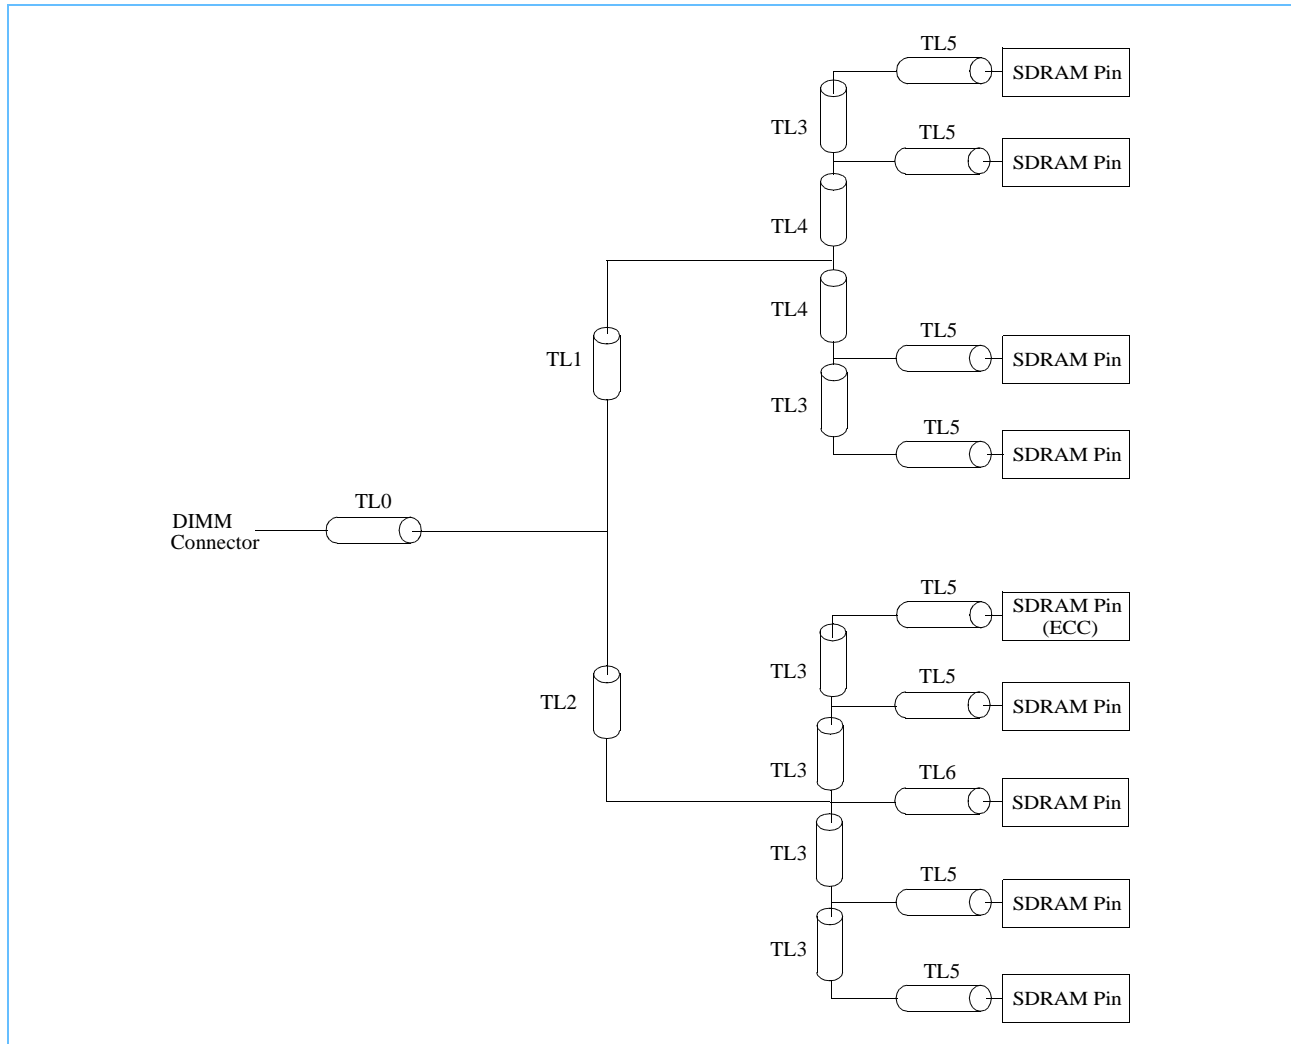 TL5
SDRAM Pin
TL3
TL5
SDRAM Pin
TL4
TL4
TL5
SDRAM Pin
TL1
TL3
TL5
SDRAM Pin
TL0
DIMM
Connector
TL5
SDRAM Pin
(ECC)
TL3
TL5
SDRAM Pin
TL2
TL3
TL6
SDRAM Pin
TL3
TL5
SDRAM Pin
TL3
TL5
SDRAM Pin